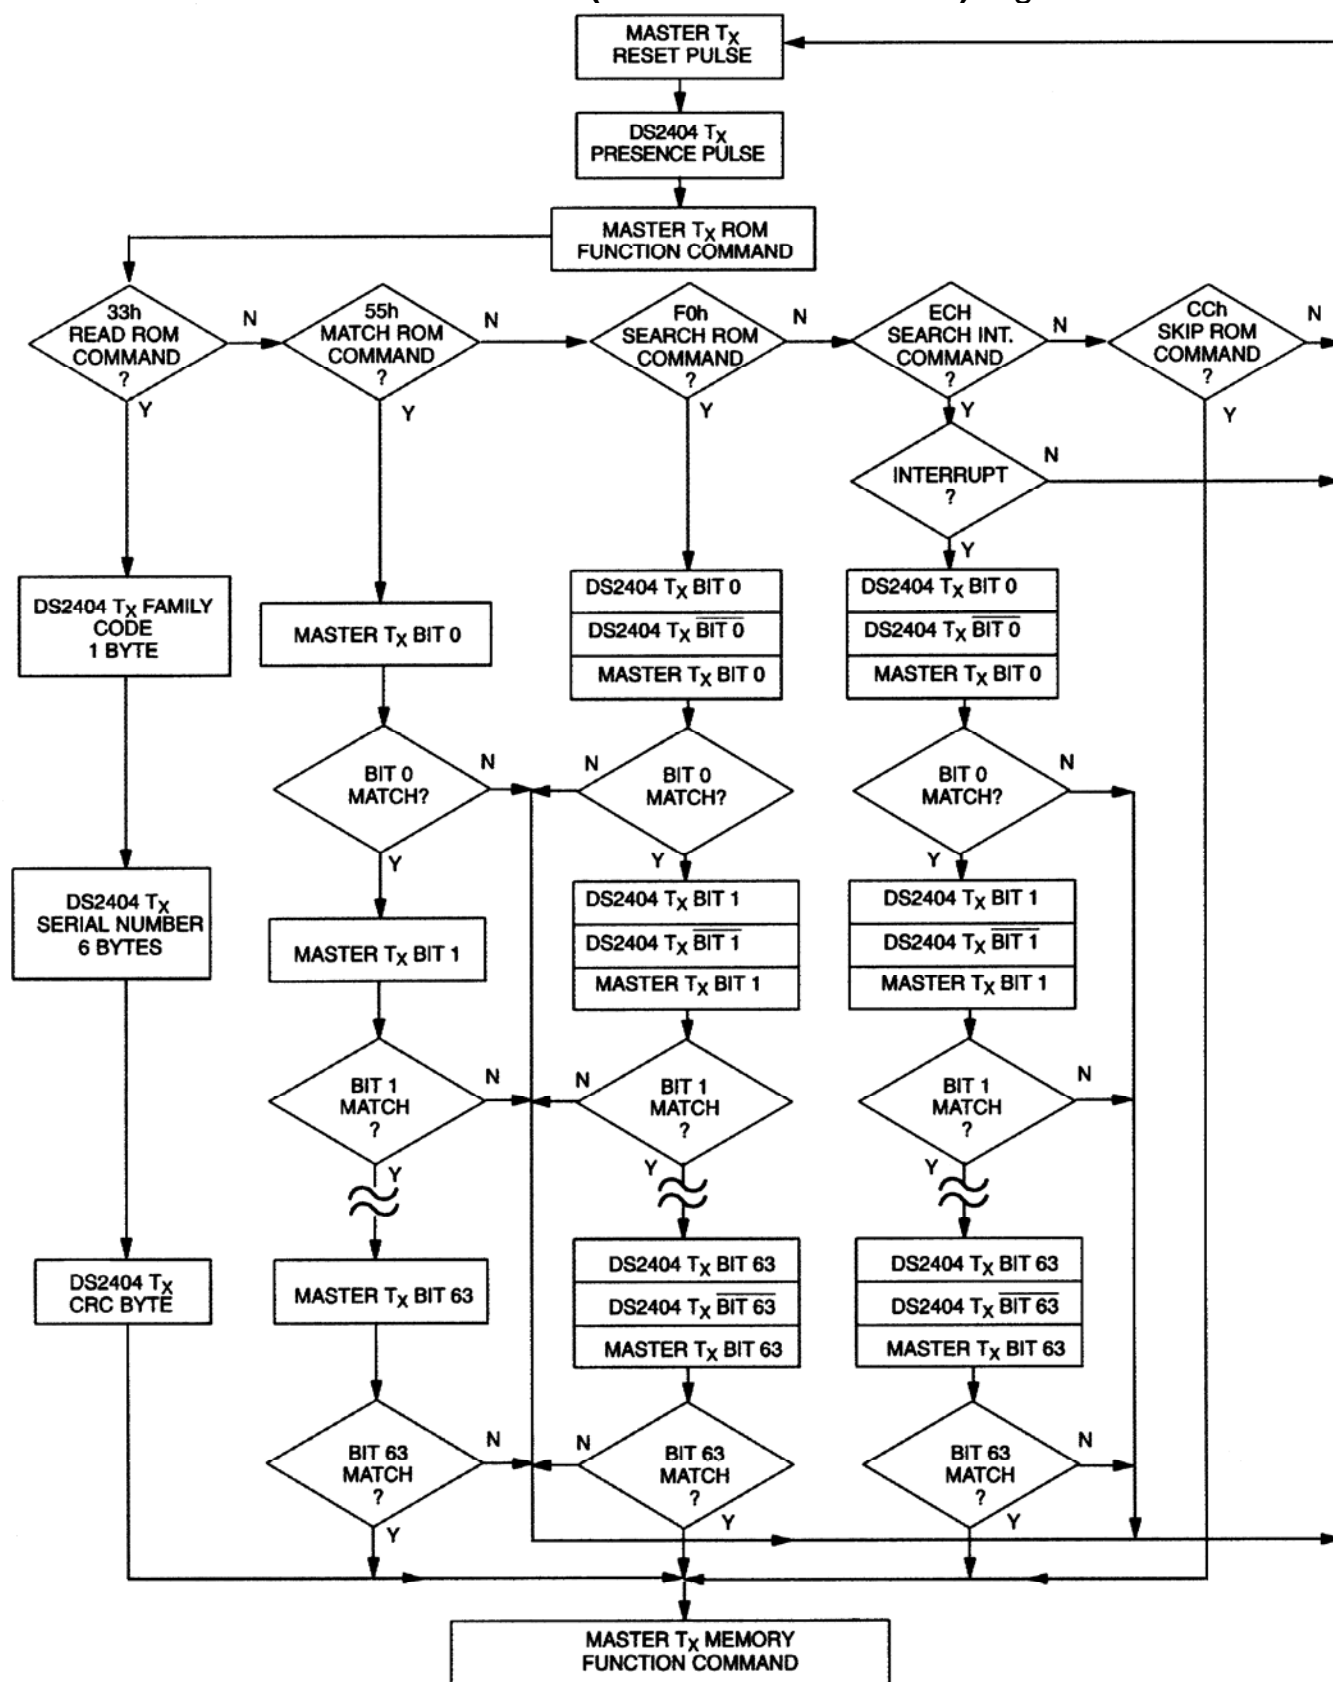 MASTER TX
RESET PULSE
DS2404 TX
PRESENCE PULSE
MASTER TX ROM
FUNCTION COMMAND
33h
READ ROM
COMMAND
?
N
Y
55h
MATCH ROM
COMMAND
?
N
Y
F0h
SEARCH ROM
COMMAND
?
N
Y
ECH
SEARCH INT.
COMMAND
?
N
Y
CCh
SKIP ROM
COMMAND
?
N
Y
INTERRUPT
?
N
Y
DS2404 TX FAMILY
CODE
1 BYTE
DS2404 TX
SERIAL NUMBER
6 BYTES
DS2404 TX
CRC BYTE
MASTER TX BIT 0
BIT 0
MATCH?
N
Y
MASTER TX BIT 1
BIT 1
MATCH
?
N
Y
MASTER TX BIT 63
BIT 63
MATCH
?
N
Y
DS2404 TX BIT 0
DS2404 TX BIT 0
MASTER TX BIT 0
BIT 0
MATCH?
N
Y
DS2404 TX BIT 1
DS2404 TX BIT 1
MASTER TX BIT 1
BIT 1
MATCH
?
N
Y
DS2404 TX BIT 63
DS2404 TX BIT 63
MASTER TX BIT 63
BIT 63
MATCH
?
N
Y
DS2404 TX BIT 0
DS2404 TX BIT 0
MASTER TX BIT 0
BIT 0
MATCH?
N
Y
DS2404 TX BIT 1
DS2404 TX BIT 1
MASTER TX BIT 1
BIT 1
MATCH
?
N
Y
DS2404 TX BIT 63
DS2404 TX BIT 63
MASTER TX BIT 63
BIT 63
MATCH
?
N
Y
MASTER TX MEMORY
FUNCTION COMMAND